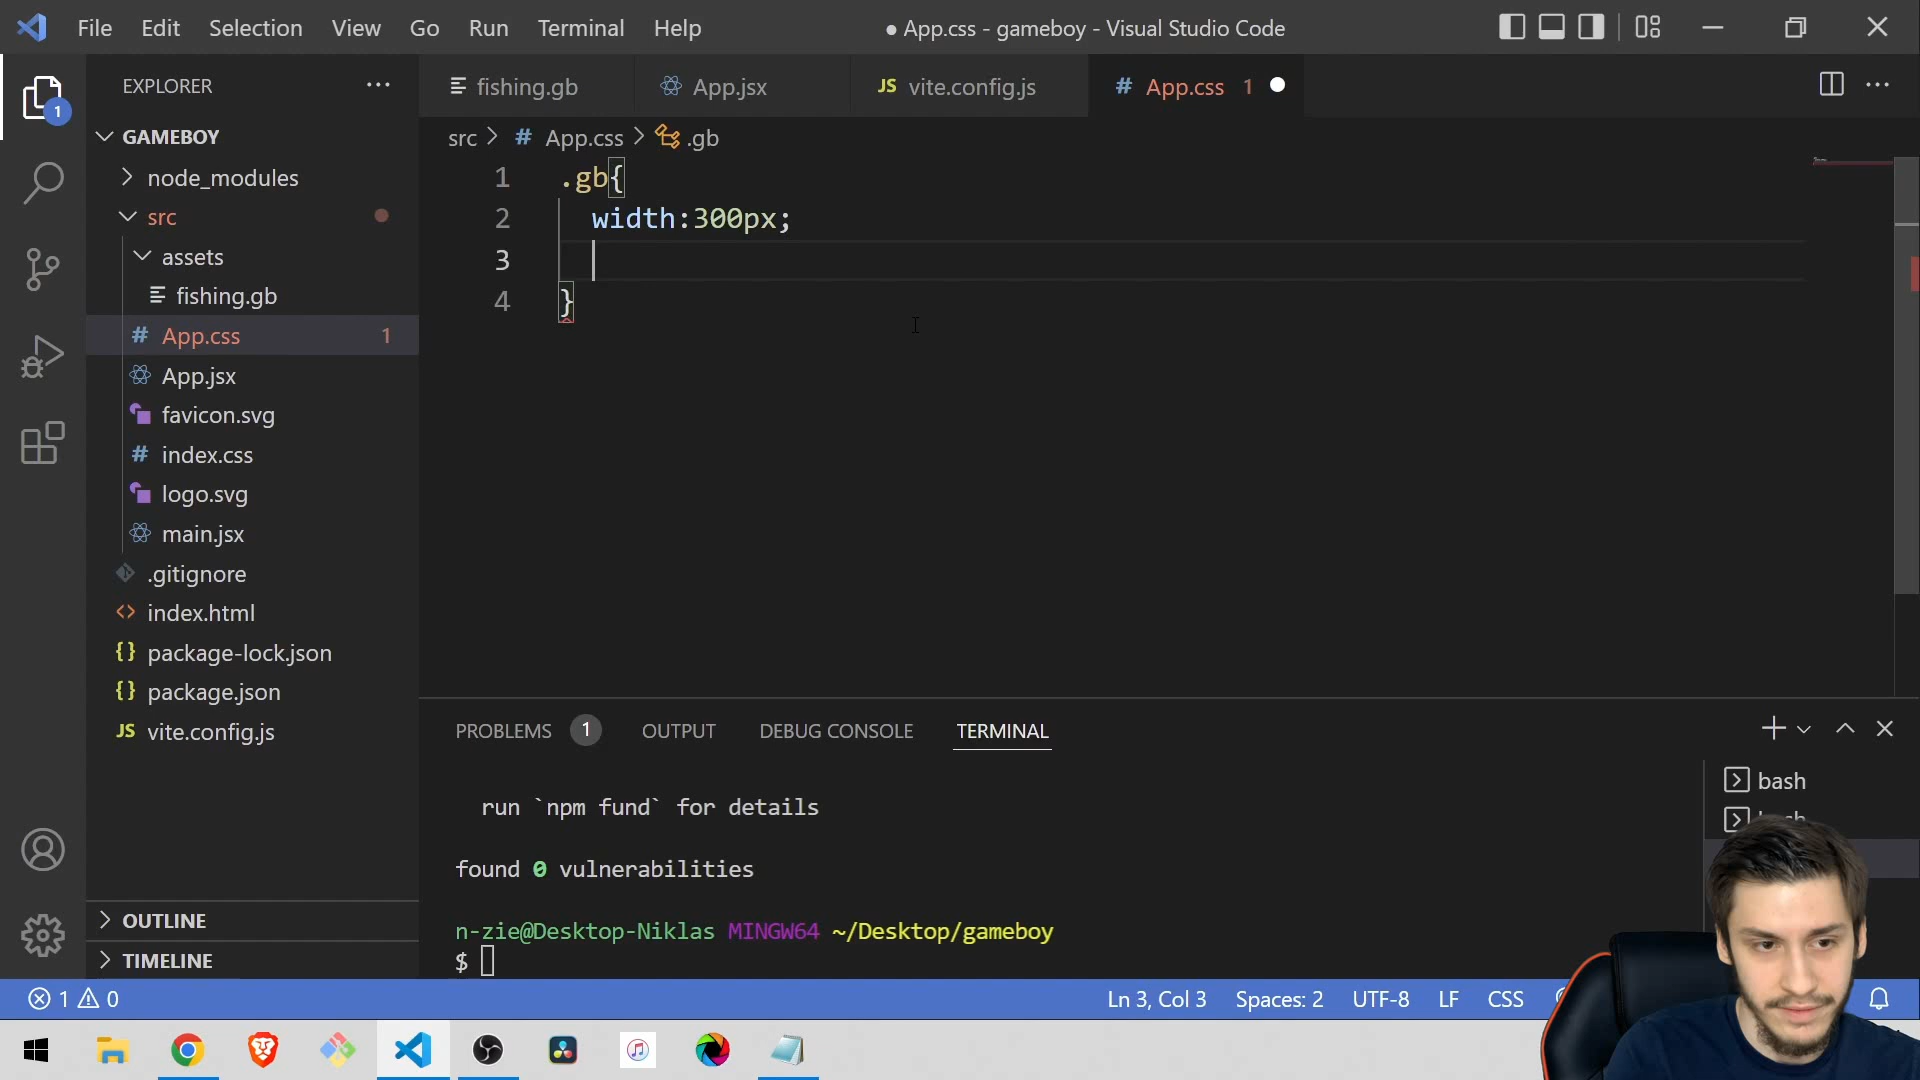 File Edit Selection View Go Run Terminal Help
● App.css - gameboy - Visual Studio Code
EXPLORER
fishing.gb
App.jsx
JS vite.config.js
# App.css 1
GAMEBOY
src > # App.css > .gb
node_modules
src
assets
fishing.gb
# App.css 1
App.jsx
favicon.svg
# index.css
logo.svg
main.jsx
.gitignore
<> index.html
{} package-lock.json
{} package.json
JS vite.config.js
OUTLINE
TIMELINE
1
1 .gb{
2 width:300px;
3
4 }
PROBLEMS 1 OUTPUT DEBUG CONSOLE TERMINAL
run `npm fund` for details
found 0 vulnerabilities
n-zie@Desktop-Niklas MINGW64 ~/Desktop/gameboy
$
bash
1 0
Ln 3, Col 3 Spaces: 2 UTF-8 LF CSS